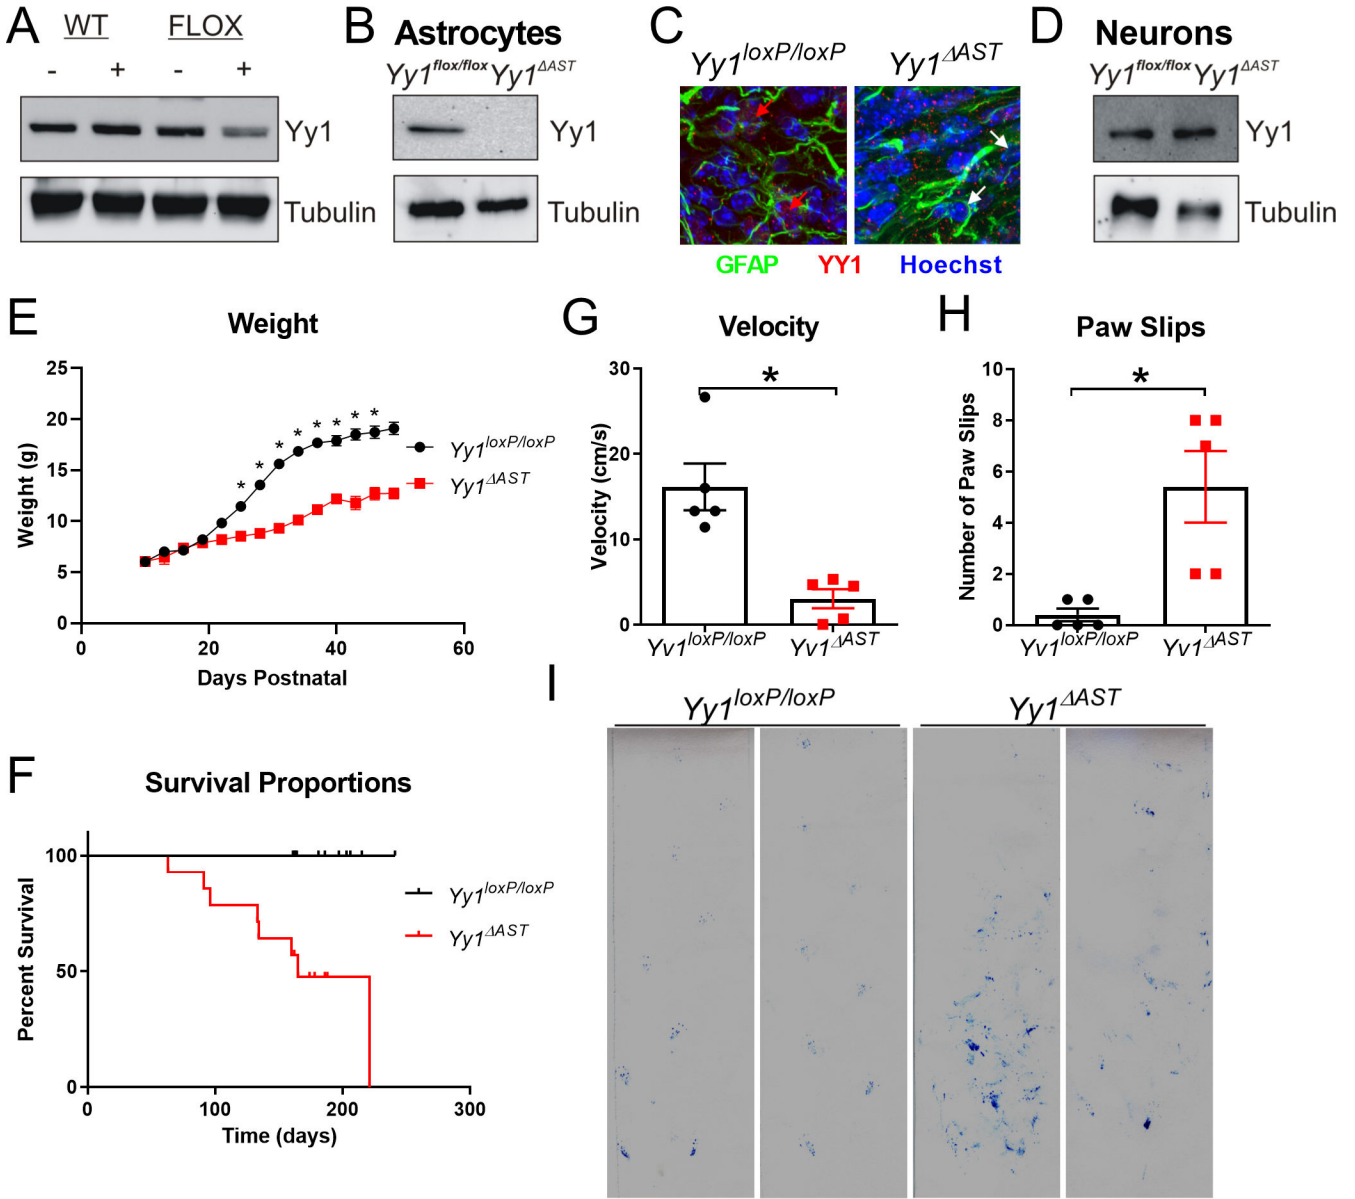 A
WT FLOX
- + - +
Yy1
Tubulin
B
Astrocytes
Yy1flox/flox Yy1ΔAST
Yy1
Tubulin
C
Yy1loxP/loxP Yy1ΔAST
GFAP YY1 Hoechst
D
Neurons
Yy1flox/flox Yy1ΔAST
Yy1
Tubulin
E
Weight
Weight (g)
25
20
15
10
5
0
* * * * * * * *
Yy1loxP/loxP
Yy1ΔAST
0 20 40 60
Days Postnatal
F
Survival Proportions
Percent Survival
100
50
0
Yy1loxP/loxP
Yy1ΔAST
0 100 200 300
Time (days)
G
Velocity
*
Velocity (cm/s)
30
20
10
0
Yy1loxP/loxP Yy1ΔAST
H
Paw Slips
*
Number of Paw Slips
10
8
6
4
2
0
Yy1loxP/loxP Yy1ΔAST
I
Yy1loxP/loxP Yy1ΔAST